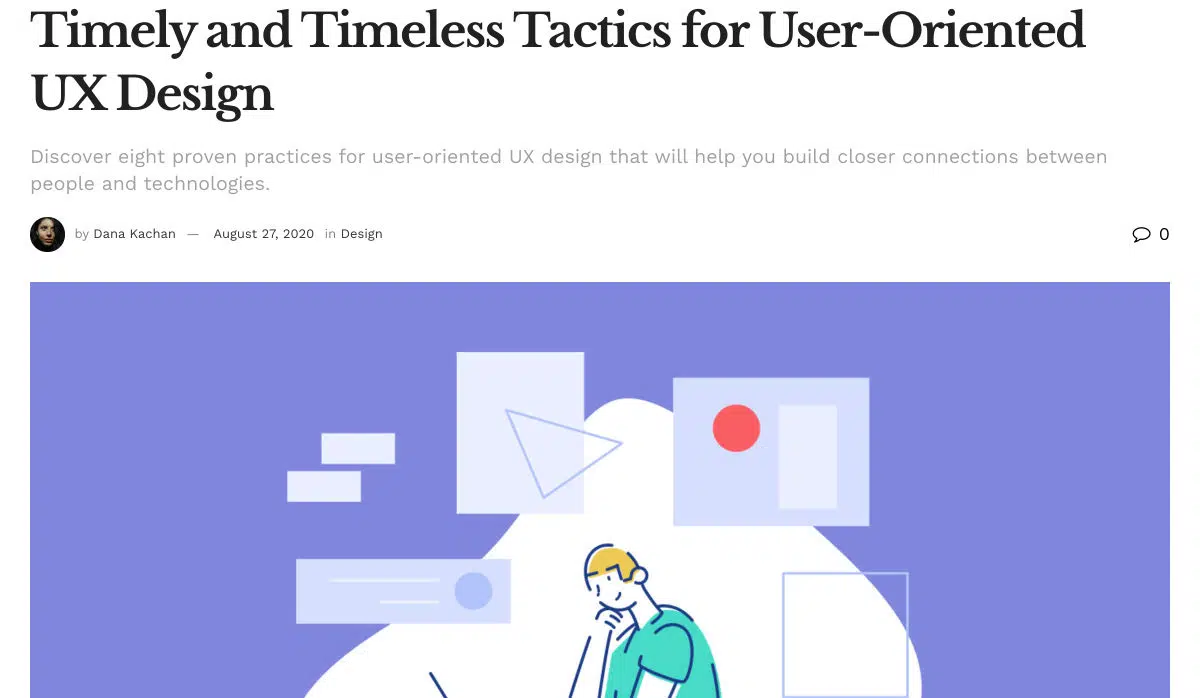 Timely and Timeless Tactics for User-Oriented
UX Design
Discover eight proven practices for user-oriented UX design that will help you build closer connections between
people and technologies.
by Dana Kachan — August 27, 2020 in Design 0